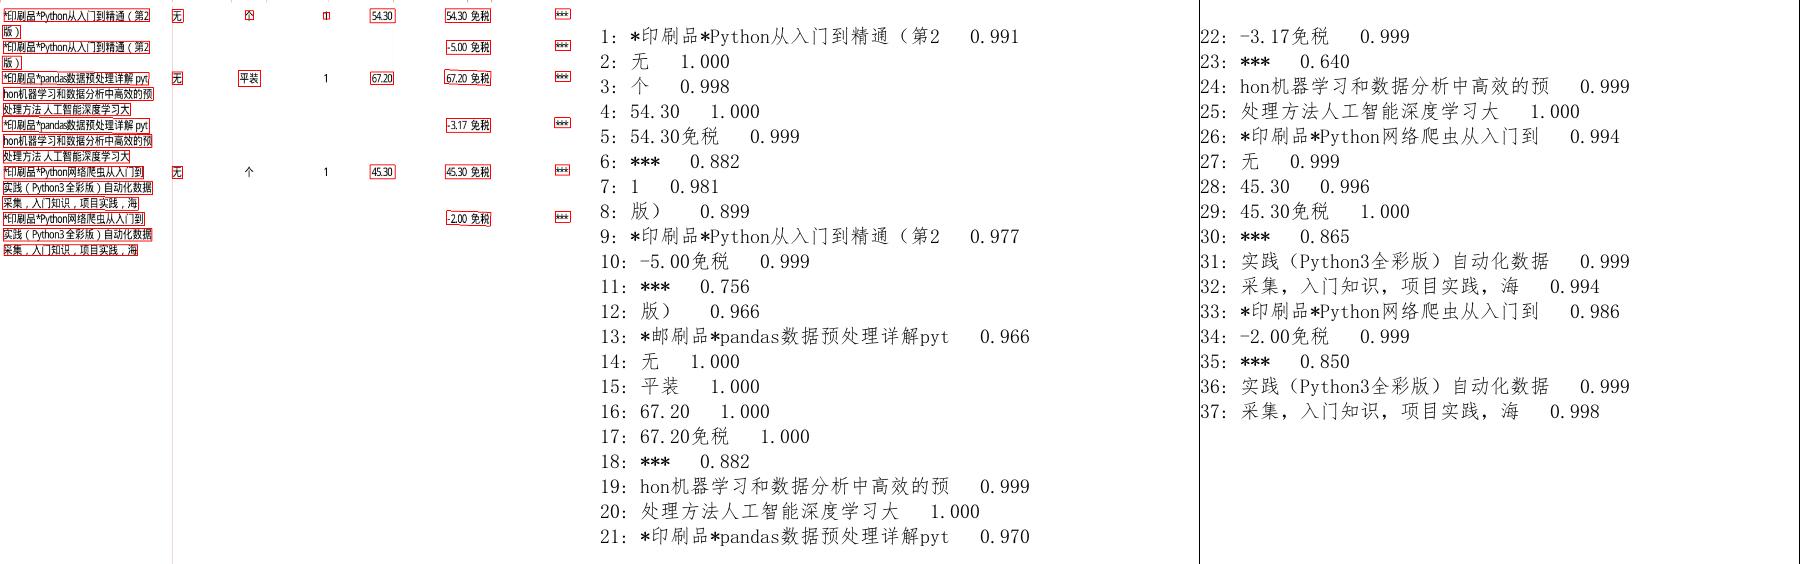 *印刷品*Python从入门到精通（第2 无 个 1 54.30 54.30 免税 ***
版）
*印刷品*Python从入门到精通（第2 -5.00 免税 ***
版）
*印刷品*pandas数据预处理详解 pyt 无 平装 1 67.20 67.20 免税 ***
hon机器学习和数据分析中高效的预
处理方法 人工智能深度学习大
*印刷品*pandas数据预处理详解 pyt -3.17 免税 ***
hon机器学习和数据分析中高效的预
处理方法 人工智能深度学习大
*印刷品*Python网络爬虫从入门到 无 个 1 45.30 45.30 免税 ***
实践（Python3全彩版）自动化数据
采集，入门知识，项目实践，海
*印刷品*Python网络爬虫从入门到 -2.00 免税 ***
实践（Python3全彩版）自动化数据
采集，入门知识，项目实践，海
1: *印刷品*Python从入门到精通（第2 0.991
2: 无 1.000
3: 个 0.998
4: 54.30 1.000
5: 54.30免税 0.999
6: *** 0.882
7: 1 0.981
8: 版） 0.899
9: *印刷品*Python从入门到精通（第2 0.977
10: -5.00免税 0.999
11: *** 0.756
12: 版） 0.966
13: *邮刷品*pandas数据预处理详解pyt 0.966
14: 无 1.000
15: 平装 1.000
16: 67.20 1.000
17: 67.20免税 1.000
18: *** 0.882
19: hon机器学习和数据分析中高效的预 0.999
20: 处理方法人工智能深度学习大 1.000
21: *印刷品*pandas数据预处理详解pyt 0.970
22: -3.17免税 0.999
23: *** 0.640
24: hon机器学习和数据分析中高效的预 0.999
25: 处理方法人工智能深度学习大 1.000
26: *印刷品*Python网络爬虫从入门到 0.994
27: 无 0.999
28: 45.30 0.996
29: 45.30免税 1.000
30: *** 0.865
31: 实践（Python3全彩版）自动化数据 0.999
32: 采集，入门知识，项目实践，海 0.994
33: *印刷品*Python网络爬虫从入门到 0.986
34: -2.00免税 0.999
35: *** 0.850
36: 实践（Python3全彩版）自动化数据 0.999
37: 采集，入门知识，项目实践，海 0.998